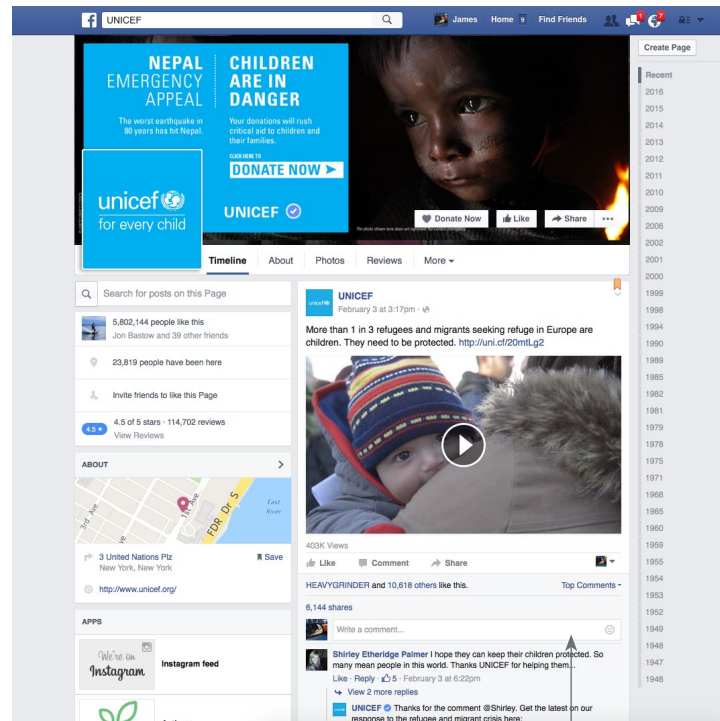 UNICEF
James Home 9 Find Friends
1 7
Create Page
NEPAL
EMERGENCY
APPEAL
The worst earthquake in
80 years has hit Nepal.
CHILDREN
ARE IN
DANGER
Your donations will rush
critical aid to children and
their families.
CLICK HERE TO
DONATE NOW
unicef
for every child
UNICEF
Donate Now Like Share
Timeline About Photos Reviews More
Recent
2016
2015
2014
2013
2012
2011
2010
2009
2006
2002
2001
2000
1999
1998
1994
1990
1989
1985
1982
1981
1979
1978
1975
1971
1968
1965
1960
1959
1955
1954
1953
1952
1949
1948
1947
1946
Search for posts on this Page
5,802,144 people like this
Jon Bastow and 39 other friends
23,819 people have been here
Invite friends to like this Page
4.5 ★
4.5 of 5 stars · 114,702 reviews
View Reviews
ABOUT
3rd Ave
1st Ave
FDR Dr S
East
River
3 United Nations Plz
New York, New York
Save
http://www.unicef.org/
APPS
We're on
Instagram
Instagram feed
unicef
UNICEF
February 3 at 3:17pm ·
More than 1 in 3 refugees and migrants seeking refuge in Europe are
children. They need to be protected. http://uni.cf/20mtLg2
403K Views
Like Comment Share
HEAVYGRINDER and 10,618 others like this.
Top Comments
6,144 shares
Write a comment...
Shirley Etheridge Palmer I hope they can keep their children protected. So
many mean people in this world. Thanks UNICEF for helping them...
Like · Reply · 5 · February 3 at 6:22pm
View 2 more replies
UNICEF Thanks for the comment @Shirley. Get the latest on our
response to the refugee and migrant crisis here: